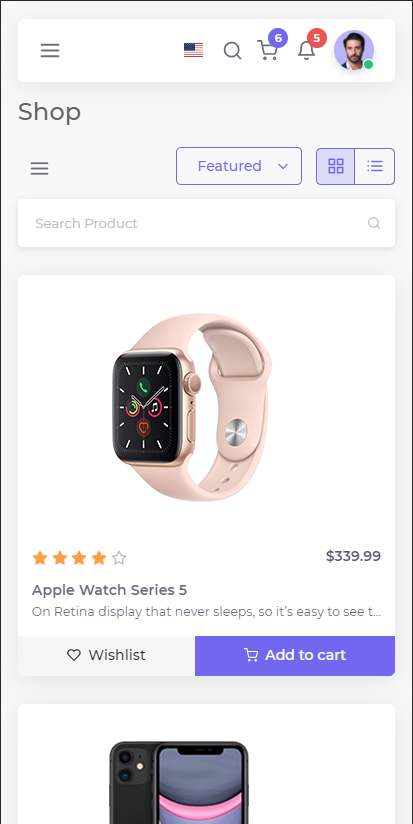 6
5
Shop
Featured
Search Product
$339.99
Apple Watch Series 5
On Retina display that never sleeps, so it’s easy to see t...
Wishlist
Add to cart